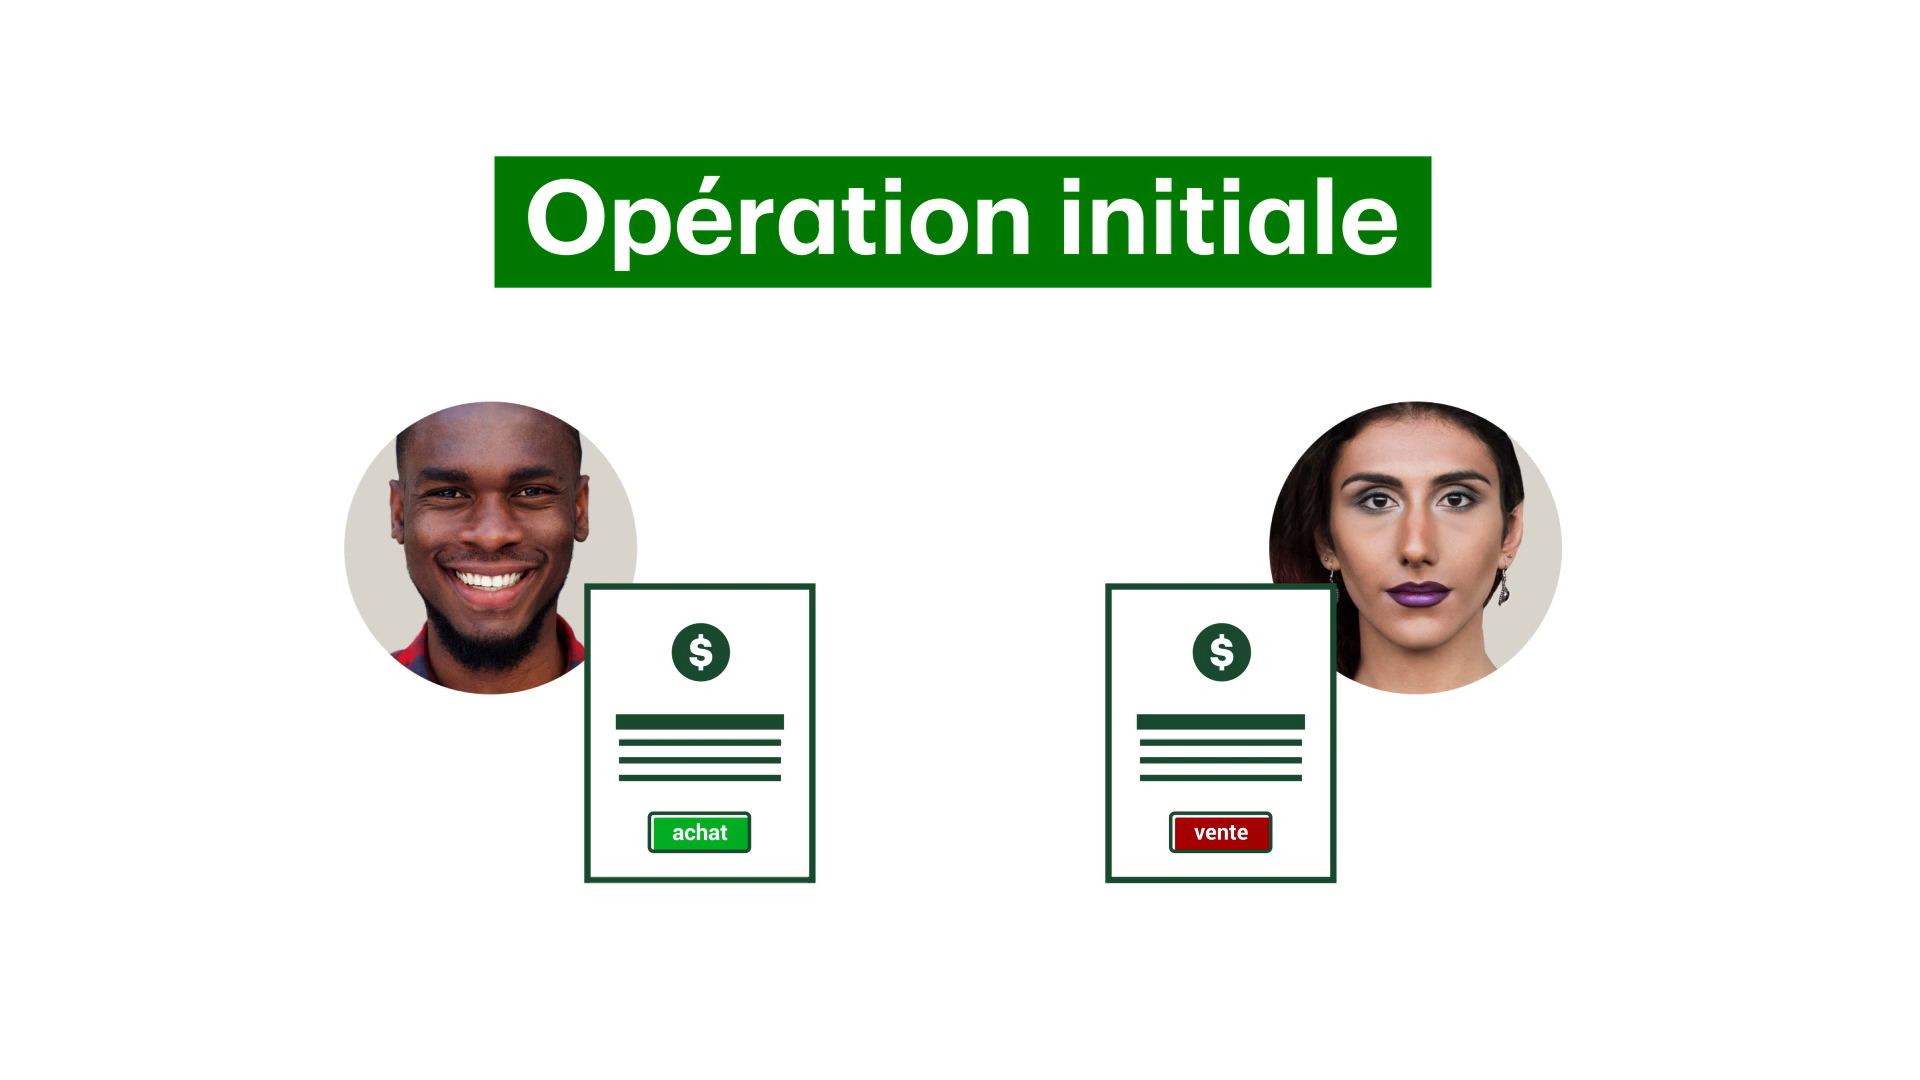 Opération initiale
$
$
achat
vente